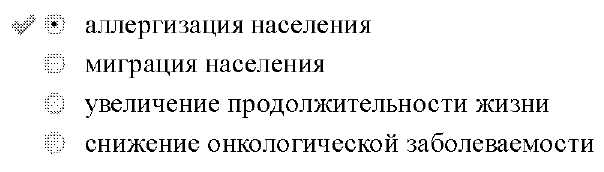 аллергизация населения
миграция населения
увеличение продолжительности жизни
снижение онкологической заболеваемости